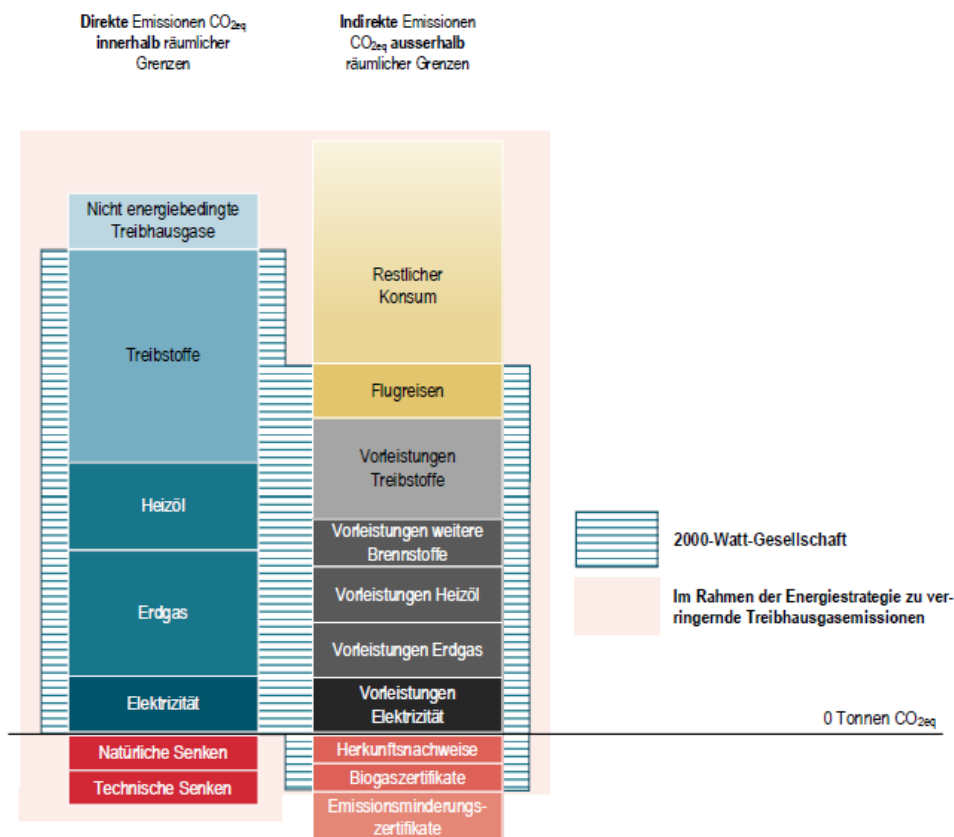 Direkte Emissionen CO2eq
innerhalb räumlicher
Grenzen
Indirekte Emissionen
CO2eq ausserhalb
räumlicher Grenzen
Nicht energiebedingte
Treibhausgase
Treibstoffe
Heizöl
Erdgas
Elektrizität
Natürliche Senken
Technische Senken
Restlicher
Konsum
Flugreisen
Vorleistungen
Treibstoffe
Vorleistungen weitere
Brennstoffe
Vorleistungen Heizöl
Vorleistungen Erdgas
Vorleistungen
Elektrizität
Herkunftsnachweise
Biogaszertifikate
Emissionsminderungs-
zertifikate
2000-Watt-Gesellschaft
Im Rahmen der Energiestrategie zu ver-
ringernde Treibhausgasemissionen
0 Tonnen CO2eq